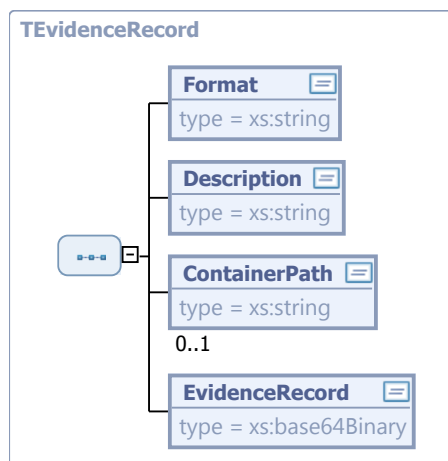 TEvidenceRecord
Format
type = xs:string
Description
type = xs:string
ContainerPath
type = xs:string
0..1
EvidenceRecord
type = xs:base64Binary